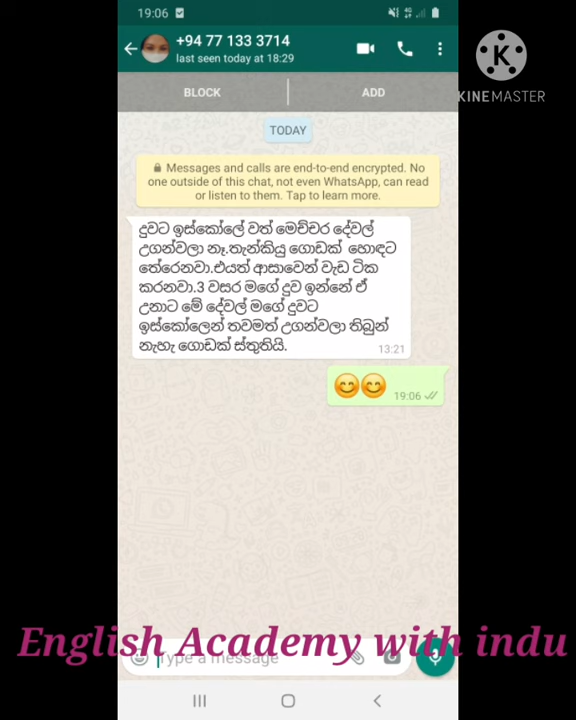 19:06
+94 77 133 3714
last seen today at 18:29
KINEMASTER
BLOCK
ADD
TODAY
Messages and calls are end-to-end encrypted. No
one outside of this chat, not even WhatsApp, can read
or listen to them. Tap to learn more.
දුවට ඉස්කෝලේ වත් මෙච්චර දේවල්
උගන්වලා නෑ.තැන්කියු ගොඩක් හොඳට
තේරෙනවා.එයත් ආසාවෙන් වැඩ ටික
කරනවා.3 වසර මගේ දුව ඉන්නේ ඒ
උනාට මේ දේවල් මගේ දුවට
ඉස්කෝලෙන් තවමත් උගන්වලා තිබුන්
නැහැ ගොඩක් ස්තුතියි.
13:21
19:06
English Academy with indu
Type a message